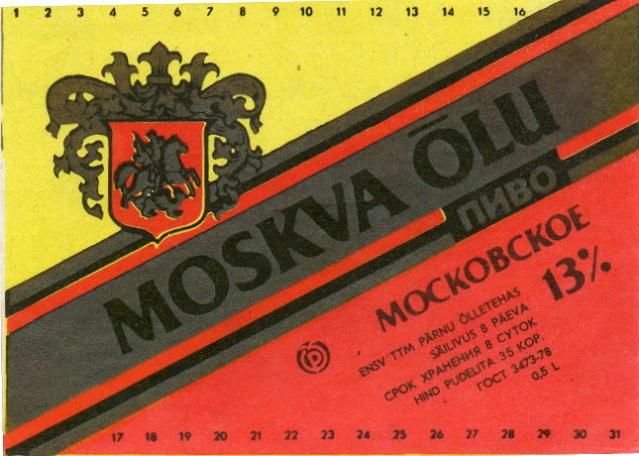 1 2 3 4 5 6 7 8 9 10 11 12 13 14 15 16
MOSKVA ÕLU
ПИВО
МОСКОВСКОЕ
13%
ENSV TTM PÄRNU ÕLLETEHAS
SÄILIVUS 8 PÄEVA
СРОК ХРАНЕНИЯ 8 СУТОК
HIND PUDELITA 35 KOP.
ГОСТ 3473-78
0,5 L
17 18 19 20 21 22 23 24 25 26 27 28 29 30 31